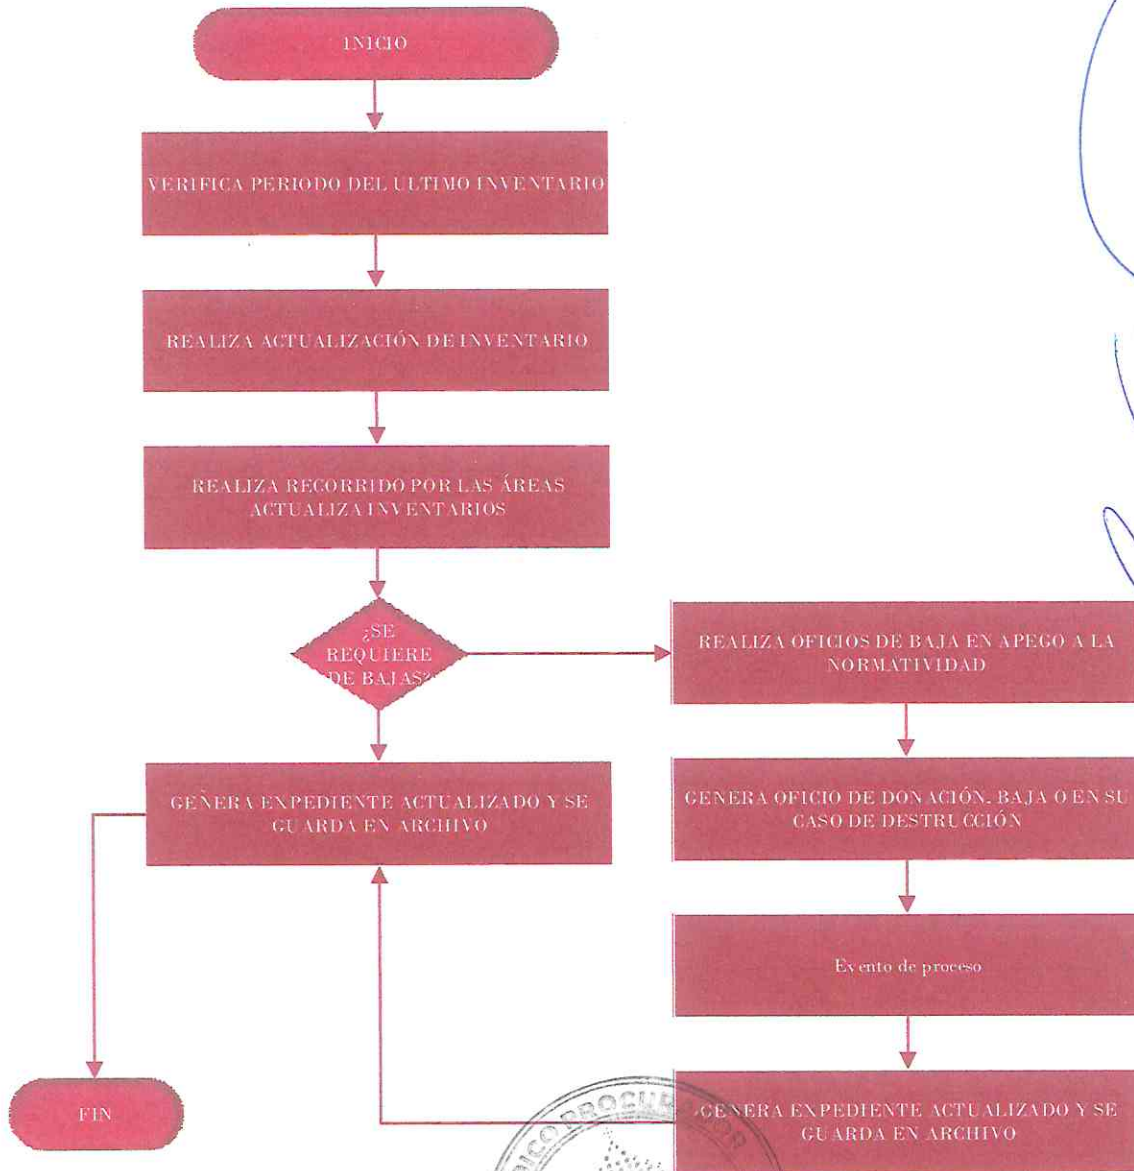 INICIO
VERIFICA PERIODO DEL ULTIMO INVENTARIO
REALIZA ACTUALIZACIÓN DE INVENTARIO
REALIZA RECORRIDO POR LAS ÁREAS
ACTUALIZA INVENTARIOS
¿SE
REQUIERE
DE BAJAS?
REALIZA OFICIOS DE BAJA EN APEGO A LA
NORMATIVIDAD
GENERA EXPEDIENTE ACTUALIZADO Y SE
GUARDA EN ARCHIVO
GENERA OFICIO DE DONACIÓN, BAJA O EN SU
CASO DE DESTRUCCIÓN
Evento de proceso
FIN
GENERA EXPEDIENTE ACTUALIZADO Y SE
GUARDA EN ARCHIVO